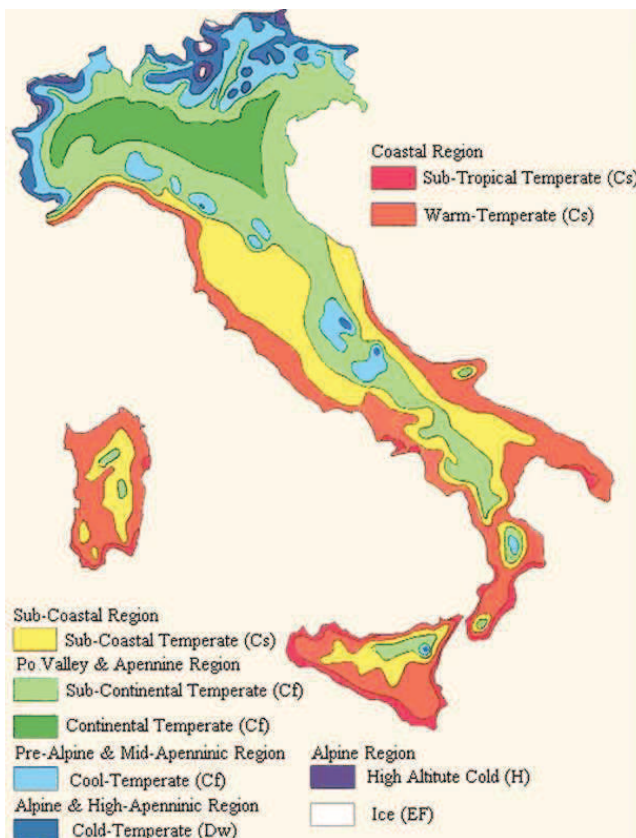 Coastal Region
Sub-Tropical Temperate (Cs)
Warm-Temperate (Cs)
Sub-Coastal Region
Sub-Coastal Temperate (Cs)
Po Valley & Apennine Region
Sub-Continental Temperate (Cf)
Continental Temperate (Cf)
Pre-Alpine & Mid-Apenninic Region
Cool-Temperate (Cf)
Alpine & High-Apenninic Region
Cold-Temperate (Dw)
Alpine Region
High Altitude Cold (H)
Ice (EF)